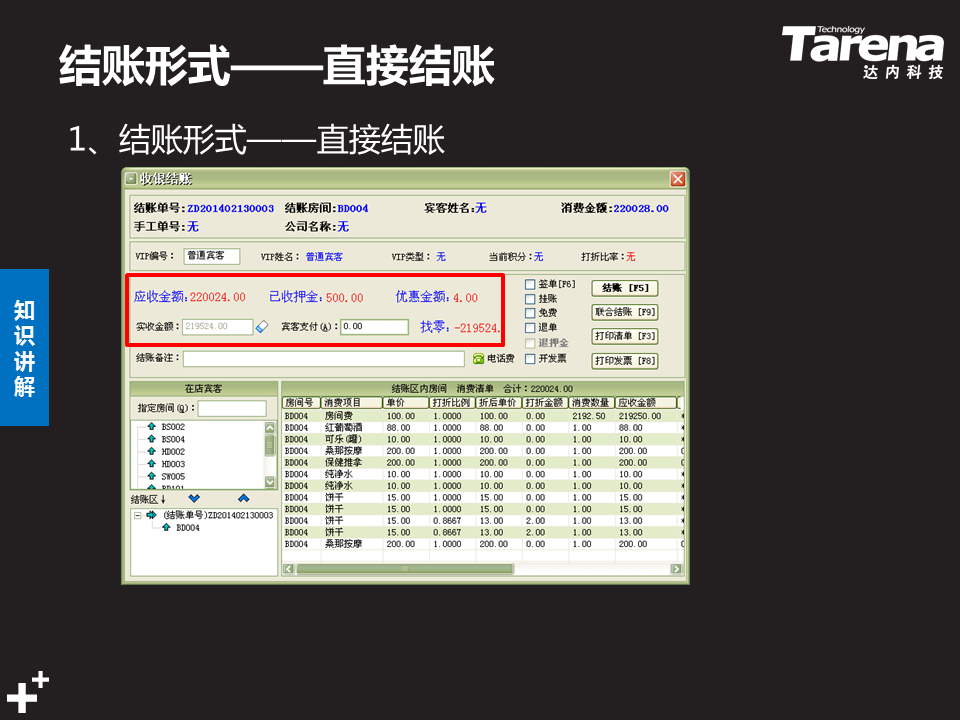 结账形式——直接结账
Technology
Tarena
达内科技
1、结账形式——直接结账
知识讲解
收银结账
结账单号:ZD201402130003 结账房间:BD004 宾客姓名:无 消费金额:220028.00
手工单号:无 公司名称:无
VIP编号: 普通宾客 VIP姓名: 普通宾客 VIP类型: 无 当前积分:无 打折比率:无
应收金额:220024.00 已收押金:500.00 优惠金额:4.00
实收金额: 219524.00 宾客支付(A): 0.00 找零: -219524.
结账备注: 电话费
签单[F6]
挂账
免费
退单
退押金
开发票
结账 [F5]
联合结账 [F9]
打印清单 [F3]
打印发票 [F8]
在店宾客
指定房间(Q):
BS002
BS004
HD002
HD003
SW005
结账区↓
(结账单号)ZD201402130003
BD004
结账区内房间 消费清单 合计:220024.00
房间号 消费项目 单价 打折比例 折后单价 打折金额 消费数量 应收金额
BD004 房间费 100.00 1.0000 100.00 0.00 2192.50 219250.00 *
BD004 红葡萄酒 88.00 1.0000 88.00 0.00 1.00 88.00 *
BD004 可乐(罐) 10.00 1.0000 10.00 0.00 1.00 10.00 *
BD004 桑那按摩 200.00 1.0000 200.00 0.00 1.00 200.00
BD004 保健推拿 200.00 1.0000 200.00 0.00 1.00 200.00
BD004 纯净水 10.00 1.0000 10.00 0.00 1.00 10.00 *
BD004 纯净水 10.00 1.0000 10.00 0.00 1.00 10.00 *
BD004 饼干 15.00 1.0000 15.00 0.00 1.00 15.00 *
BD004 饼干 15.00 1.0000 15.00 0.00 1.00 15.00 *
BD004 饼干 15.00 0.8667 13.00 2.00 1.00 13.00 *
BD004 饼干 15.00 0.8667 13.00 2.00 1.00 13.00 *
BD004 桑那按摩 200.00 1.0000 200.00 0.00 1.00 200.00